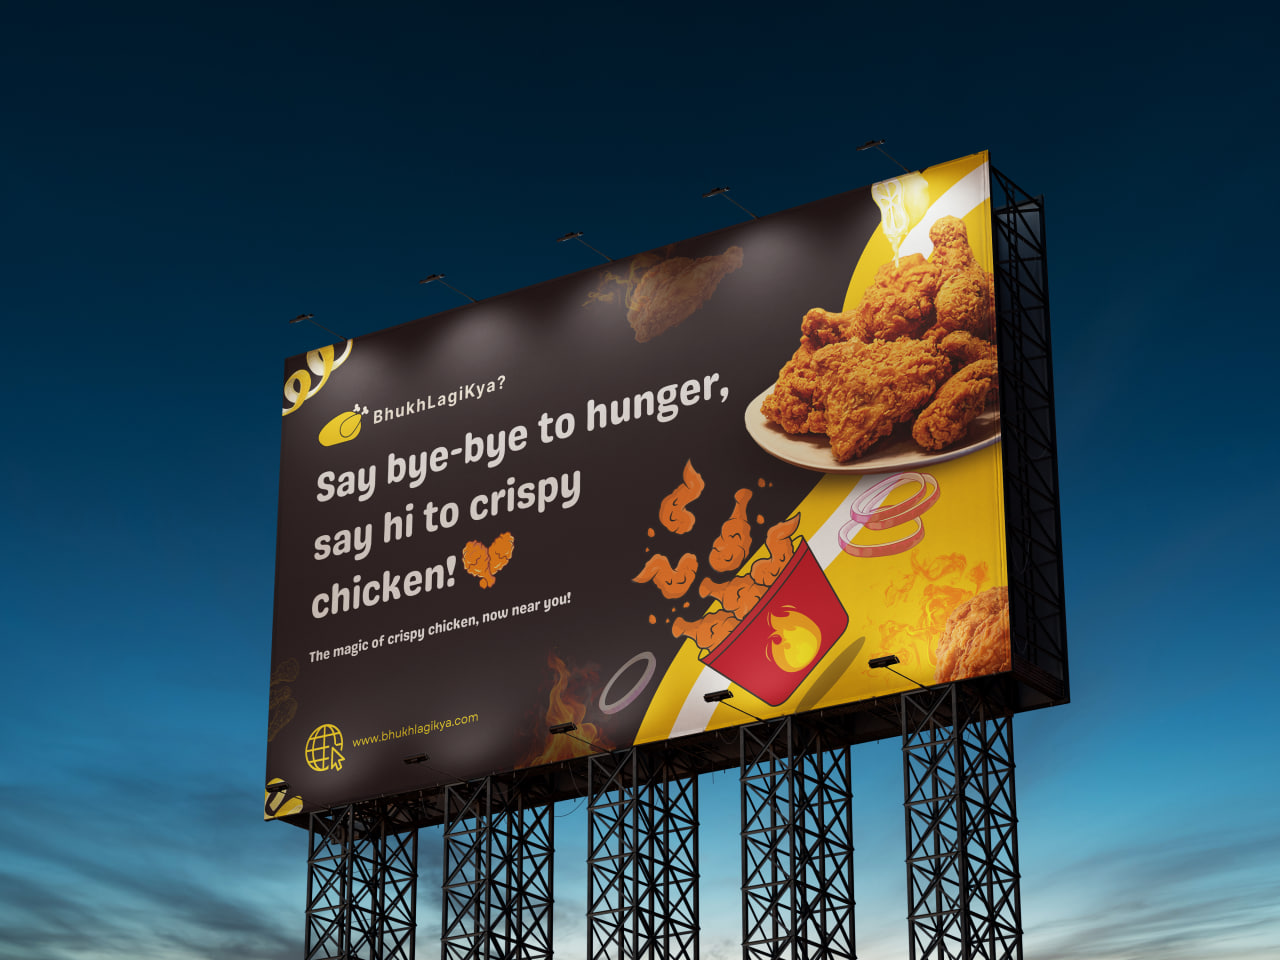 BhukhLagiKya?
Say bye-bye to hunger,
say hi to crispy
chicken!
The magic of crispy chicken, now near you!
www.bhukhlagikya.com